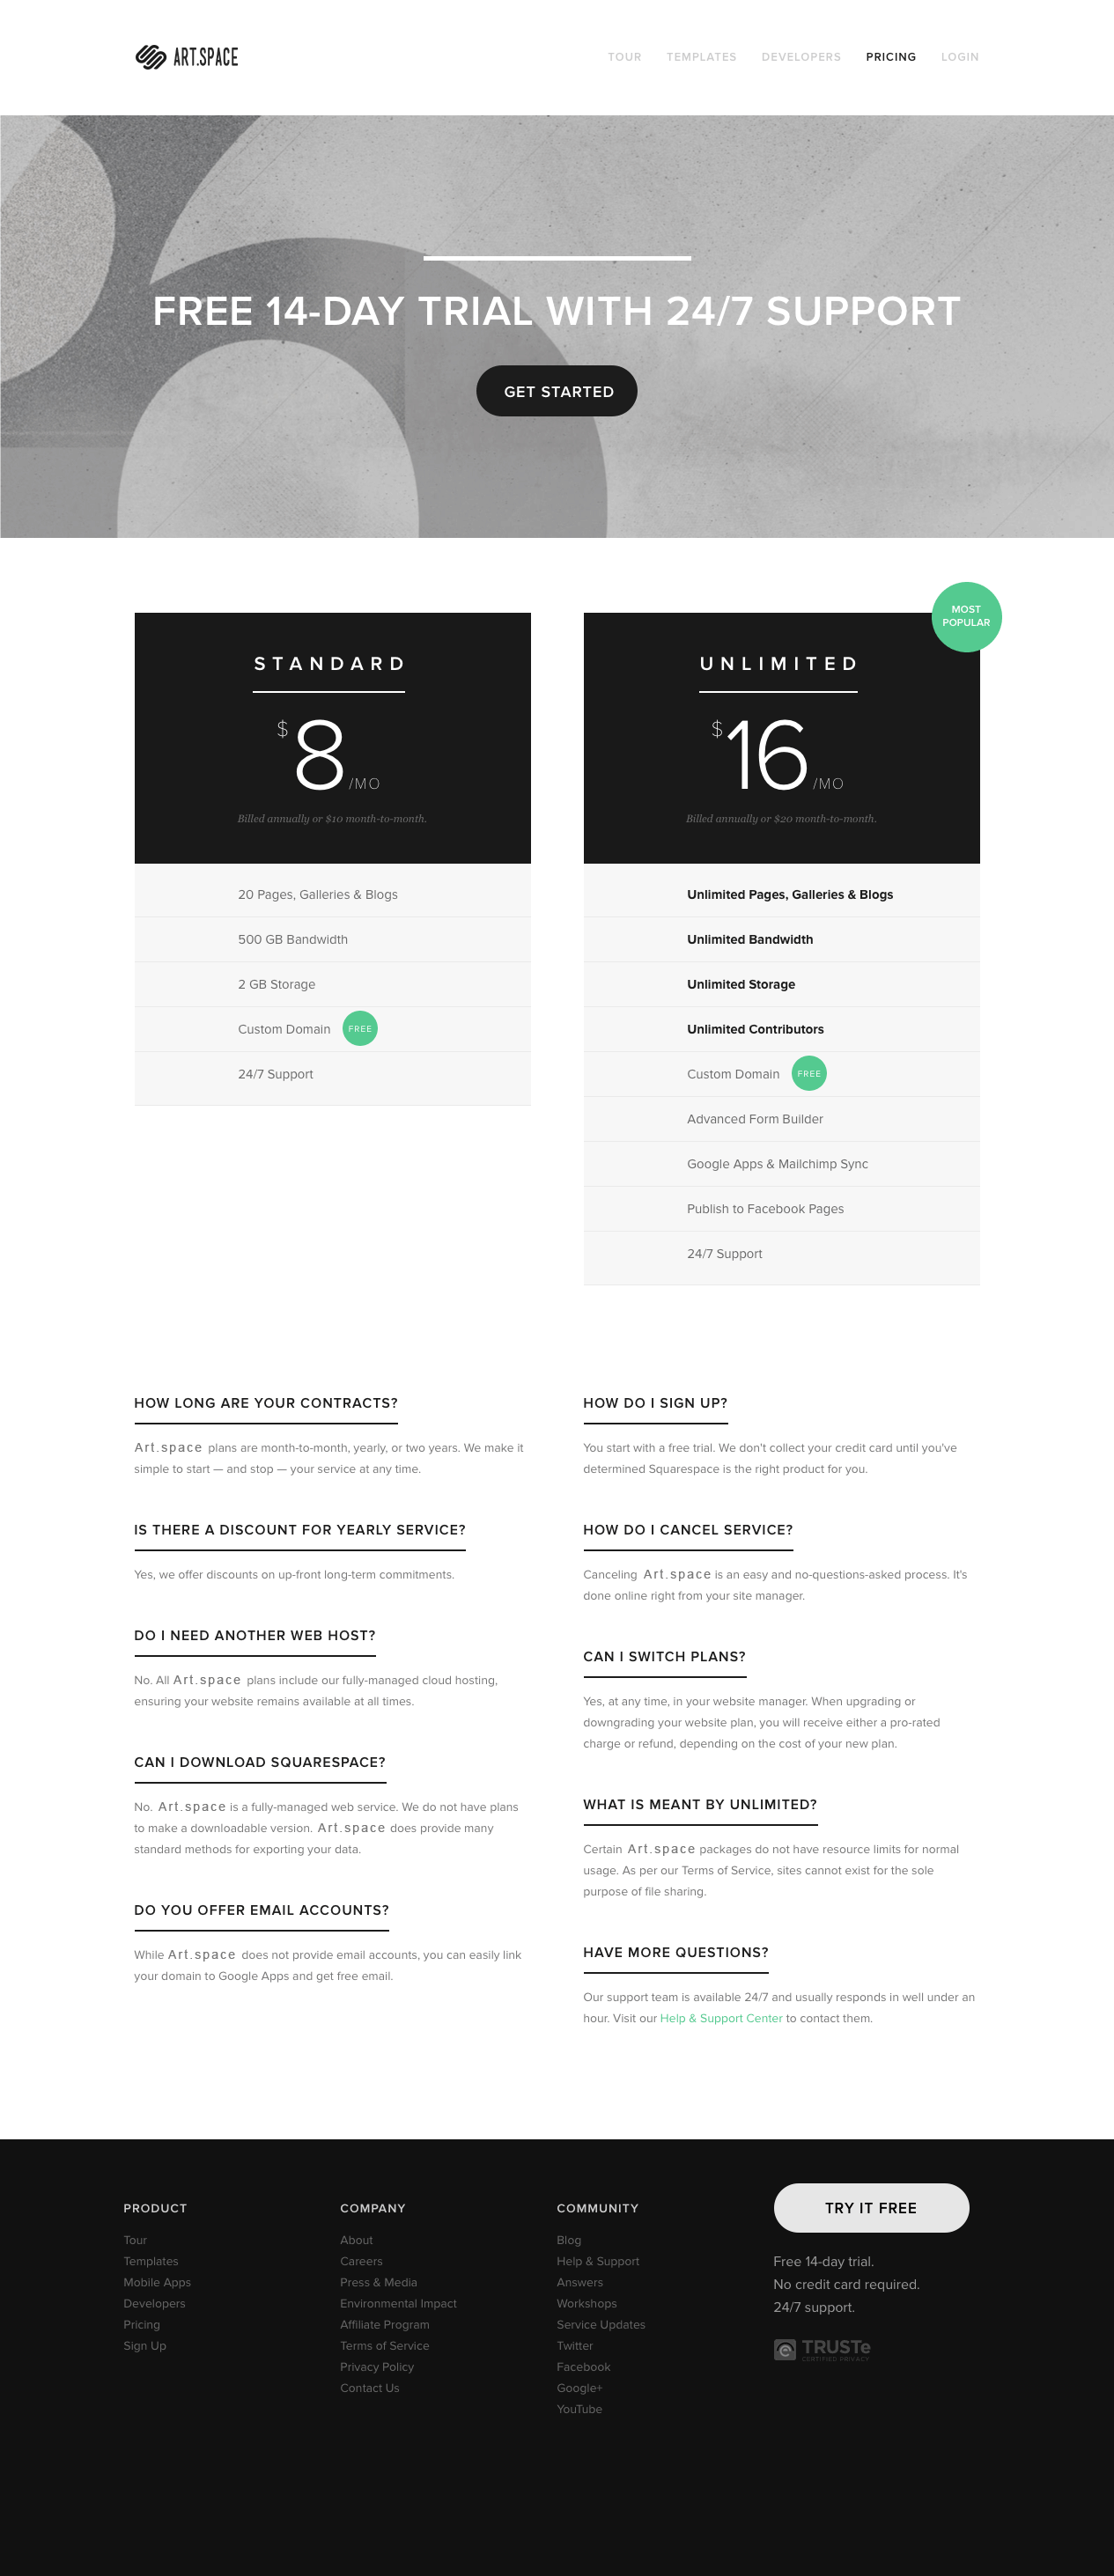 ART.SPACE
TOUR TEMPLATES DEVELOPERS PRICING LOGIN
FREE 14-DAY TRIAL WITH 24/7 SUPPORT
GET STARTED
STANDARD
$8/MO
Billed annually or $10 month-to-month.
20 Pages, Galleries & Blogs
500 GB Bandwidth
2 GB Storage
Custom Domain FREE
24/7 Support
MOST
POPULAR
UNLIMITED
$16/MO
Billed annually or $20 month-to-month.
Unlimited Pages, Galleries & Blogs
Unlimited Bandwidth
Unlimited Storage
Unlimited Contributors
Custom Domain FREE
Advanced Form Builder
Google Apps & Mailchimp Sync
Publish to Facebook Pages
24/7 Support
HOW LONG ARE YOUR CONTRACTS?
Art.space plans are month-to-month, yearly, or two years. We make it
simple to start — and stop — your service at any time.
IS THERE A DISCOUNT FOR YEARLY SERVICE?
Yes, we offer discounts on up-front long-term commitments.
DO I NEED ANOTHER WEB HOST?
No. All Art.space plans include our fully-managed cloud hosting,
ensuring your website remains available at all times.
CAN I DOWNLOAD SQUARESPACE?
No. Art.space is a fully-managed web service. We do not have plans
to make a downloadable version. Art.space does provide many
standard methods for exporting your data.
DO YOU OFFER EMAIL ACCOUNTS?
While Art.space does not provide email accounts, you can easily link
your domain to Google Apps and get free email.
HOW DO I SIGN UP?
You start with a free trial. We don't collect your credit card until you've
determined Squarespace is the right product for you.
HOW DO I CANCEL SERVICE?
Canceling Art.space is an easy and no-questions-asked process. It's
done online right from your site manager.
CAN I SWITCH PLANS?
Yes, at any time, in your website manager. When upgrading or
downgrading your website plan, you will receive either a pro-rated
charge or refund, depending on the cost of your new plan.
WHAT IS MEANT BY UNLIMITED?
Certain Art.space packages do not have resource limits for normal
usage. As per our Terms of Service, sites cannot exist for the sole
purpose of file sharing.
HAVE MORE QUESTIONS?
Our support team is available 24/7 and usually responds in well under an
hour. Visit our Help & Support Center to contact them.
PRODUCT
Tour
Templates
Mobile Apps
Developers
Pricing
Sign Up
COMPANY
About
Careers
Press & Media
Environmental Impact
Affiliate Program
Terms of Service
Privacy Policy
Contact Us
COMMUNITY
Blog
Help & Support
Answers
Workshops
Service Updates
Twitter
Facebook
Google+
YouTube
TRY IT FREE
Free 14-day trial.
No credit card required.
24/7 support.
TRUSTe
CERTIFIED PRIVACY